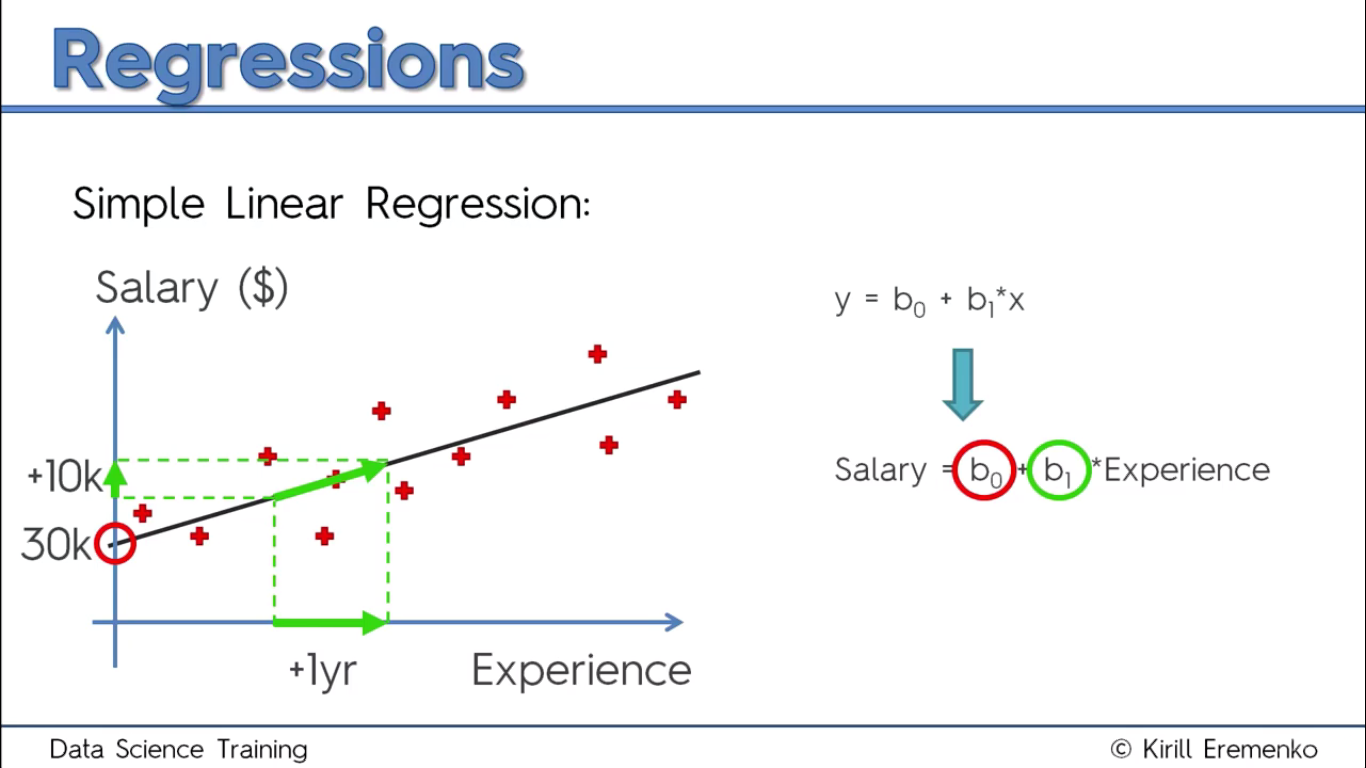 Regressions
Simple Linear Regression:
Salary ($)
+10k
30k
+1yr
Experience
y = b₀ + b₁*x
Salary = b₀ + b₁ *Experience
Data Science Training
© Kirill Eremenko